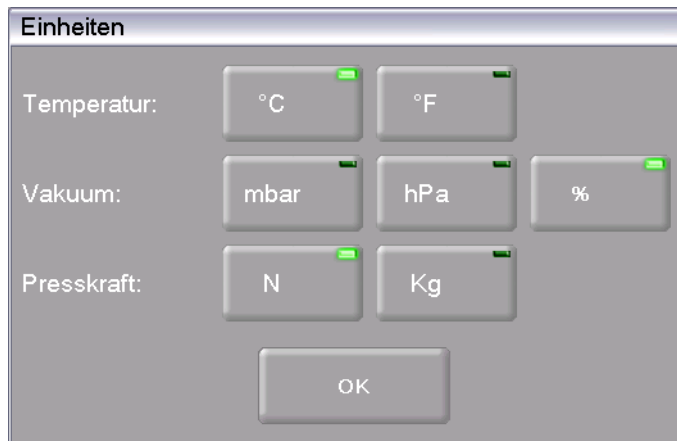 Einheiten
Temperatur: °C °F
Vakuum: mbar hPa %
Presskraft: N Kg
OK